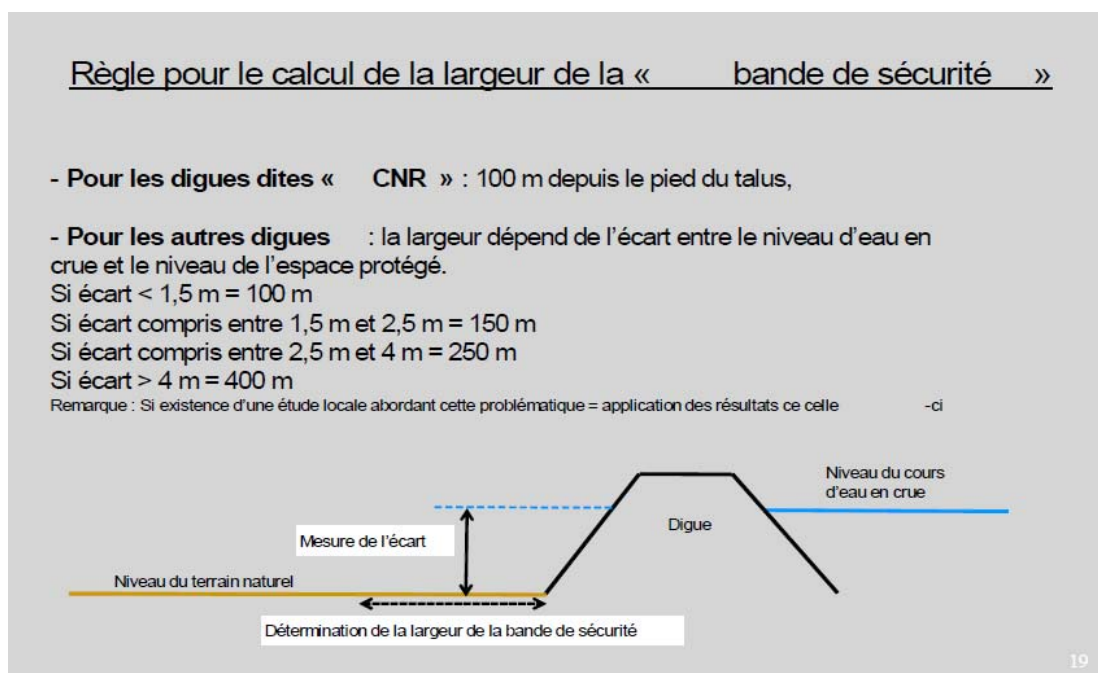 Règle pour le calcul de la largeur de la « bande de sécurité »
- Pour les digues dites « CNR » : 100 m depuis le pied du talus,
- Pour les autres digues : la largeur dépend de l'écart entre le niveau d'eau en
crue et le niveau de l'espace protégé.
Si écart < 1,5 m = 100 m
Si écart compris entre 1,5 m et 2,5 m = 150 m
Si écart compris entre 2,5 m et 4 m = 250 m
Si écart > 4 m = 400 m
Remarque : Si existence d'une étude locale abordant cette problématique = application des résultats ce celle -ci
Niveau du cours
d'eau en crue
Digue
Mesure de l'écart
Niveau du terrain naturel
Détermination de la largeur de la bande de sécurité
19